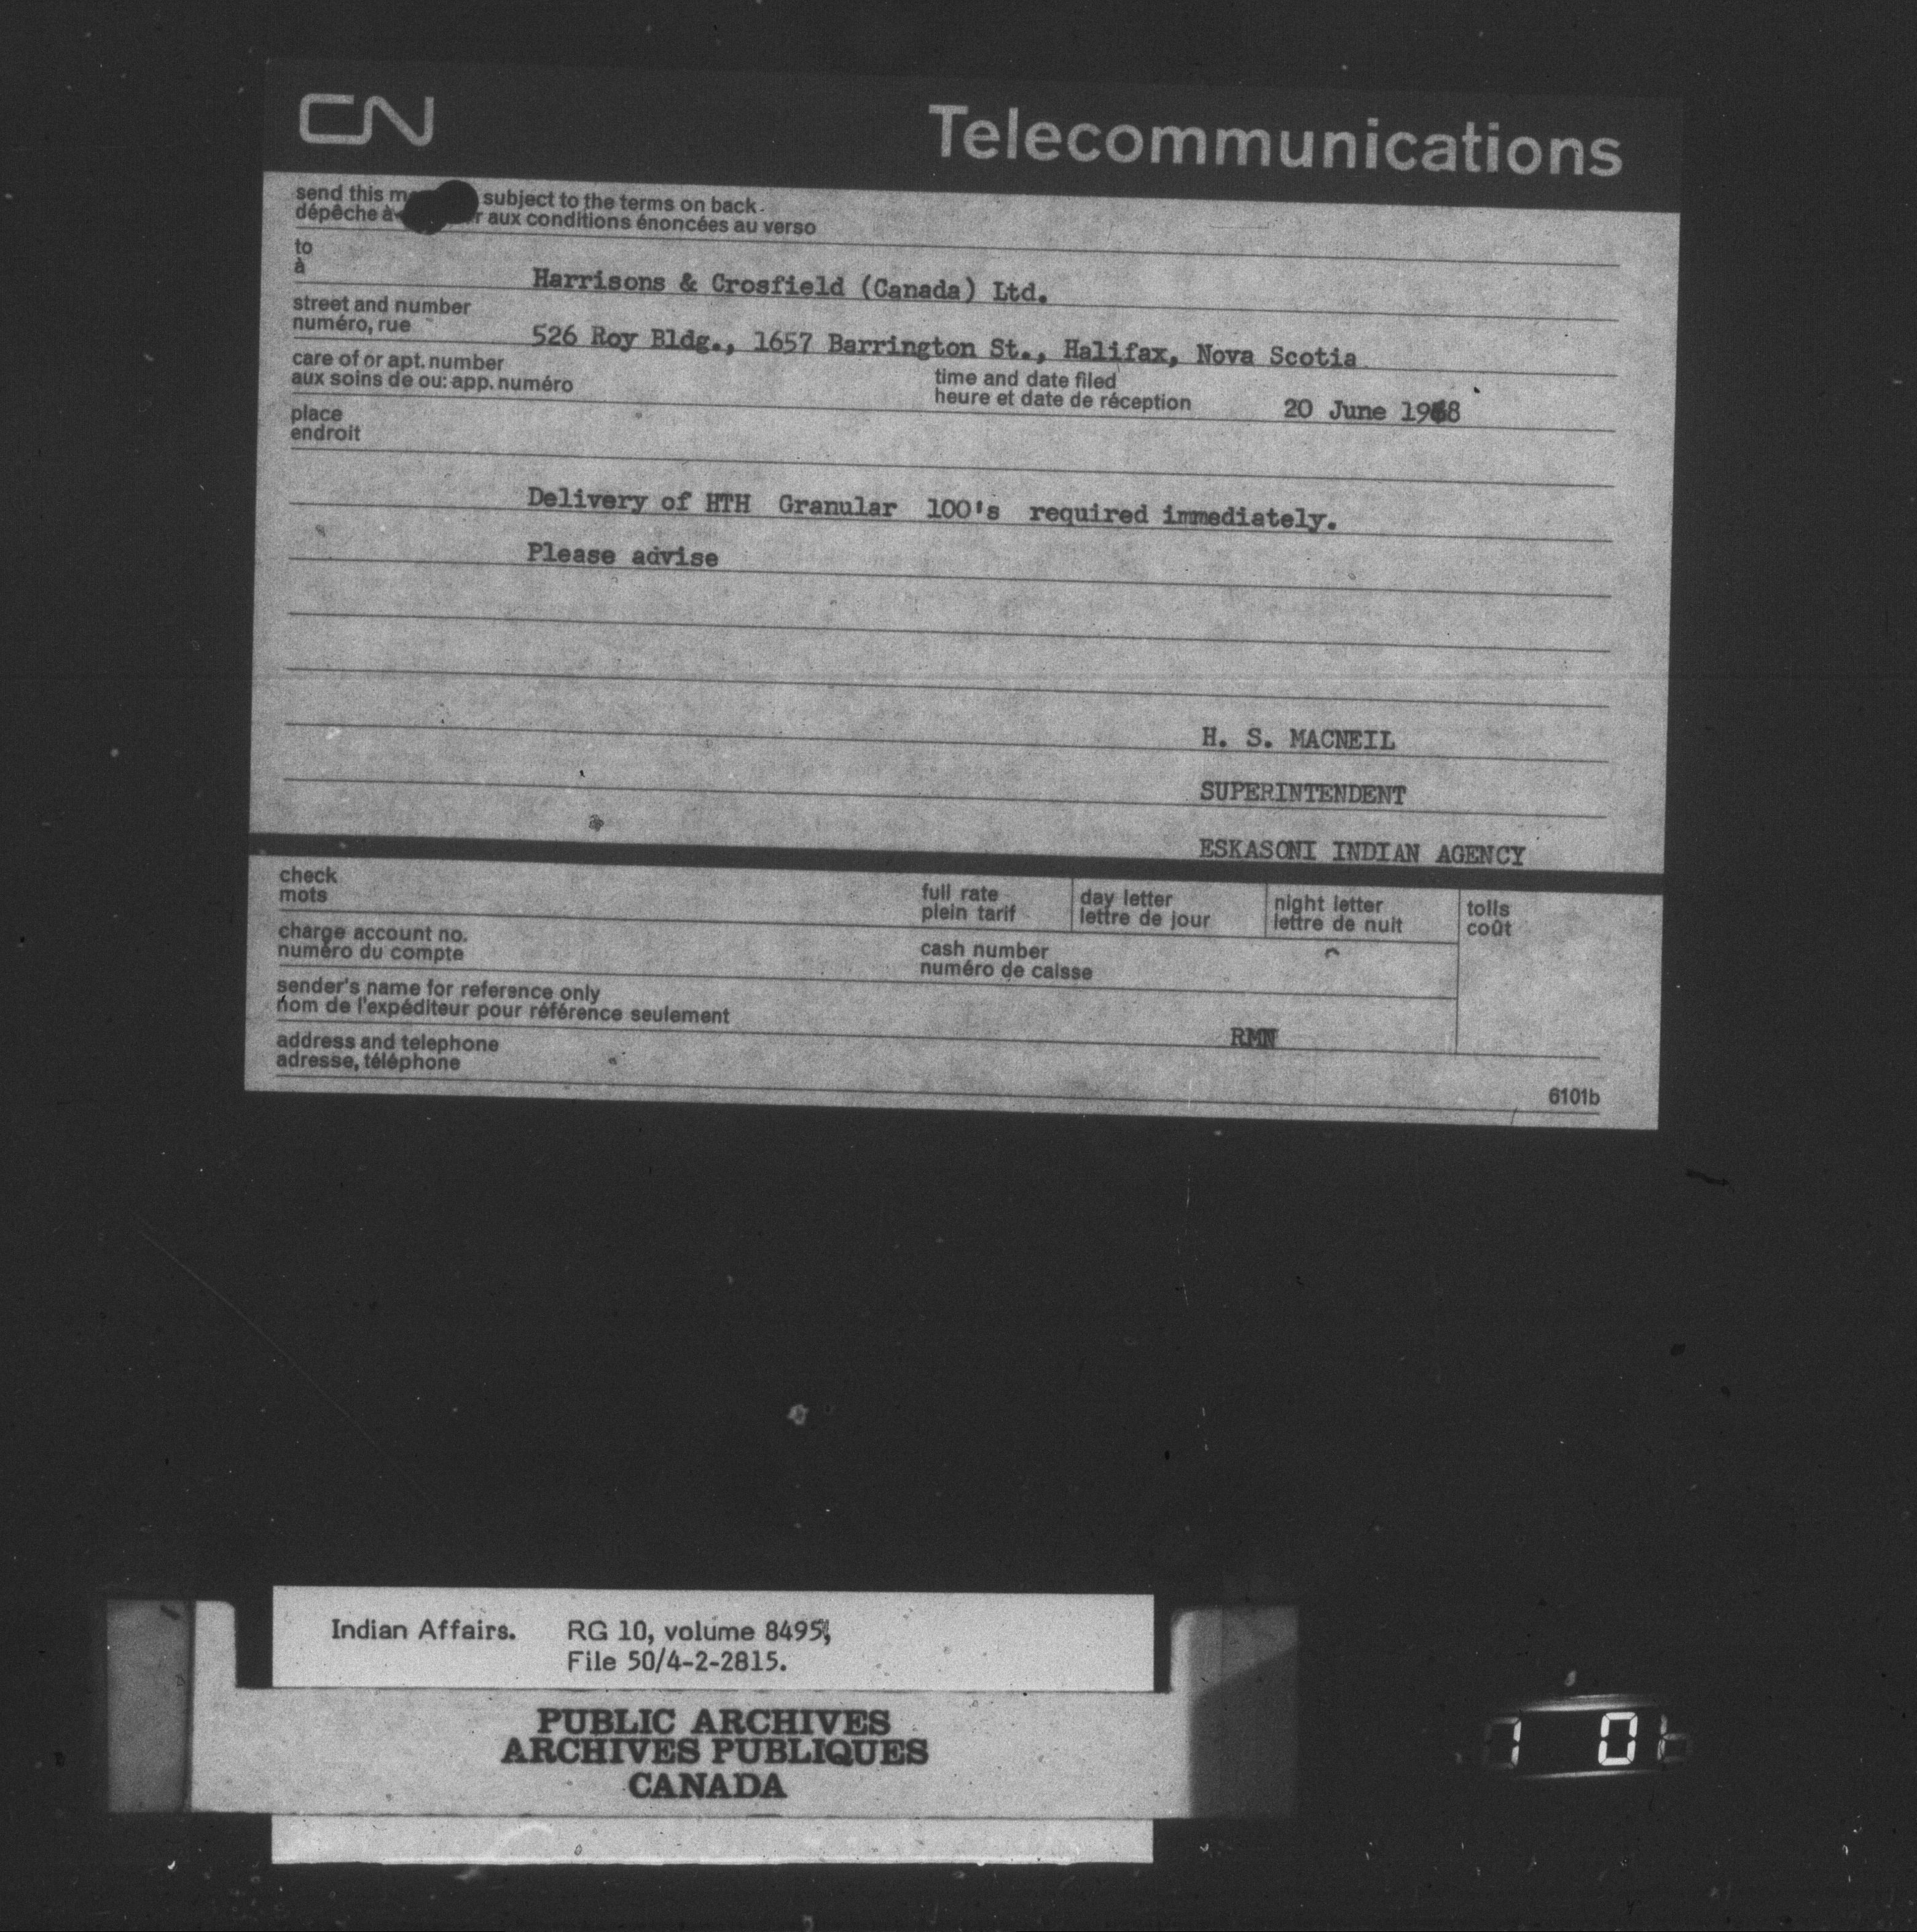 CN Telecommunications
send this subject to the terms on back
dépêche à aux conditions énoncées au verso
to
à
Harrisons & Crosfield (Canada) Ltd.
street and number
numéro, rue
526 Roy Bldg., 1657 Barrington St., Halifax, Nova Scotia
care of or apt. number
aux soins de ou: app. numéro
time and date filed
heure et date de réception
20 June 1968
place
endroit
Delivery of HTH Granular 100's required immediately.
Please advise
H. S. MACNEIL
SUPERINTENDENT
ESKASONI INDIAN AGENCY
check
mots
full rate
plein tarif
day letter
lettre de jour
night letter
lettre de nuit
tolls
coût
charge account no.
numéro du compte
cash number
numéro de caisse
sender's name for reference only
nom de l'expéditeur pour référence seulement
RMN
address and telephone
adresse, téléphone
6101b
Indian Affairs. RG 10, volume 8495,
File 50/4-2-2815.
PUBLIC ARCHIVES
ARCHIVES PUBLIQUES
CANADA